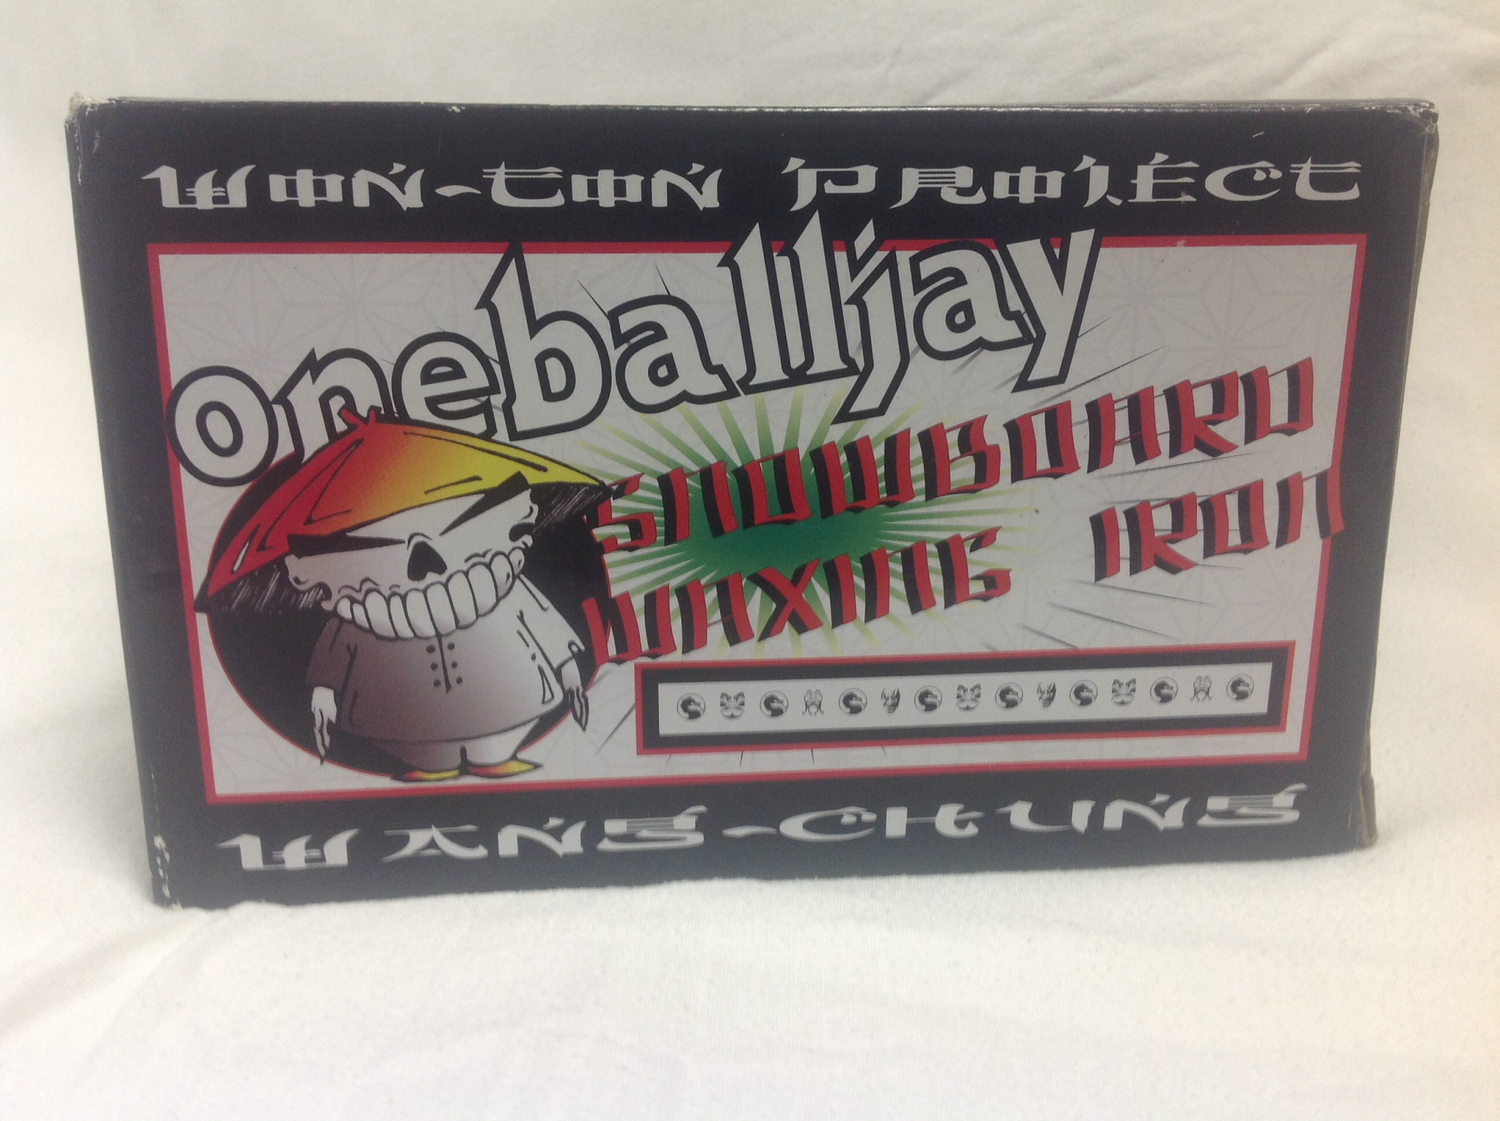 WON-TON PROJECT
oneballjay
SNOWBOARD
WAXING IRON
WANG-CHUNG